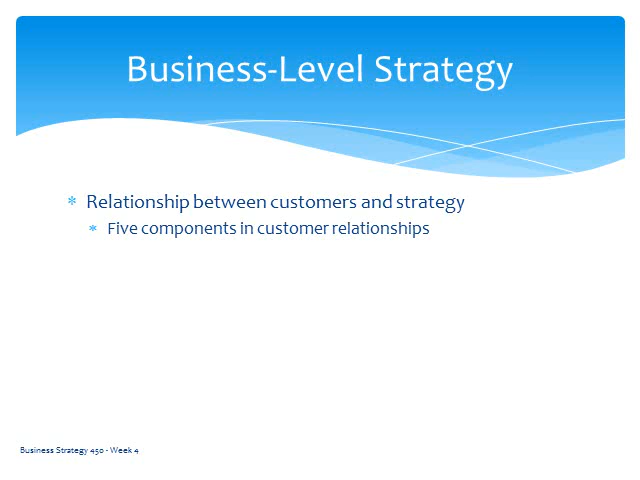 Business-Level Strategy
Relationship between customers and strategy
Five components in customer relationships
Business Strategy 450 - Week 4